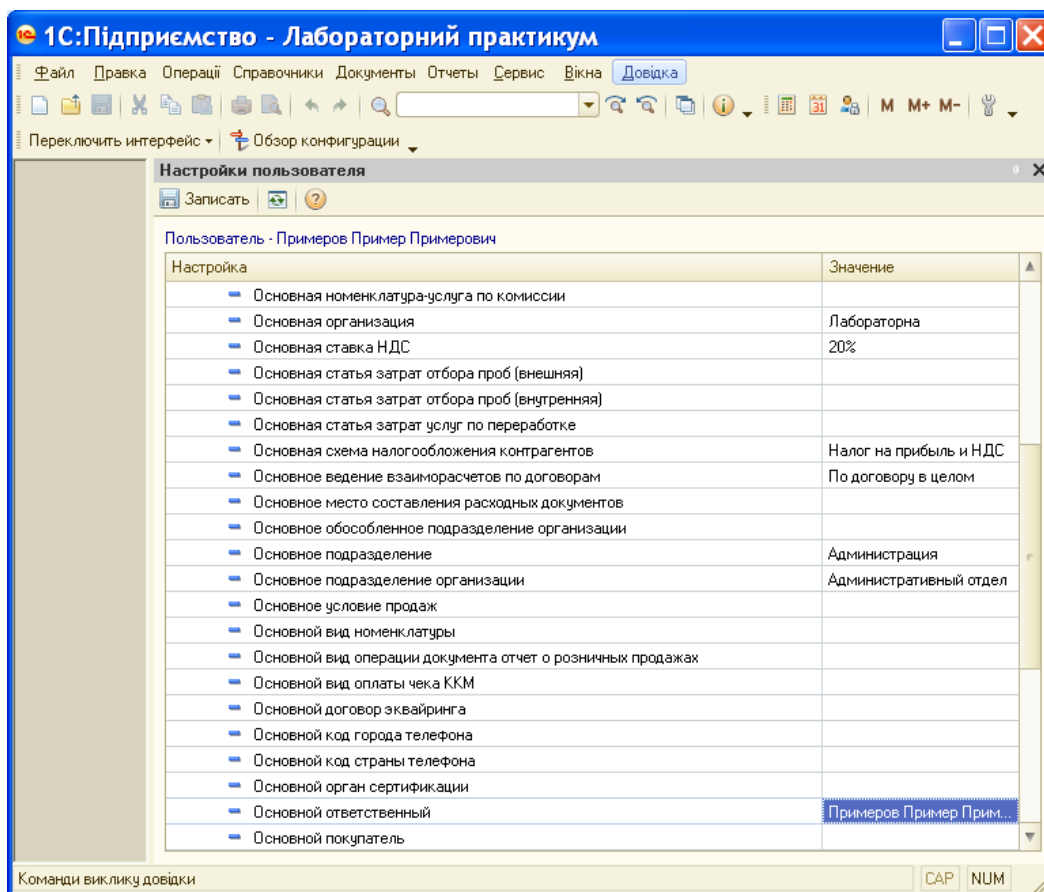 1С:Підприємство - Лабораторний практикум
Файл Правка Операції Справочники Документы Отчеты Сервис Вікна Довідка
31 M M+ M-
Переключить интерфейс Обзор конфигурации
Настройки пользователя
Записать
Пользователь - Примеров Пример Примерович
Настройка Значение
Основная номенклатура-услуга по комиссии
Основная организация Лабораторна
Основная ставка НДС 20%
Основная статья затрат отбора проб (внешняя)
Основная статья затрат отбора проб (внутренняя)
Основная статья затрат услуг по переработке
Основная схема налогообложения контрагентов Налог на прибыль и НДС
Основное ведение взаиморасчетов по договорам По договору в целом
Основное место составления расходных документов
Основное обособленное подразделение организации
Основное подразделение Администрация
Основное подразделение организации Административный отдел
Основное условие продаж
Основной вид номенклатуры
Основной вид операции документа отчет о розничных продажах
Основной вид оплаты чека ККМ
Основной договор эквайринга
Основной код города телефона
Основной код страны телефона
Основной орган сертификации
Основной ответственный Примеров Пример Прим...
Основной покупатель
Команди виклику довідки CAP NUM